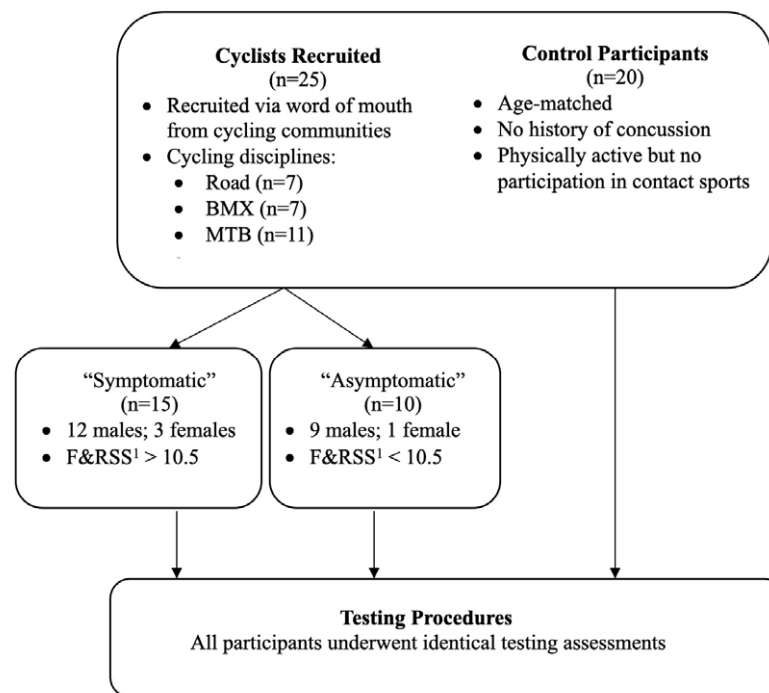 Cyclists Recruited
(n=25)
• Recruited via word of mouth
from cycling communities
• Cycling disciplines:
• Road (n=7)
• BMX (n=7)
• MTB (n=11)
Control Participants
(n=20)
• Age-matched
• No history of concussion
• Physically active but no
participation in contact sports
“Symptomatic”
(n=15)
• 12 males; 3 females
• F&RSS¹ > 10.5
“Asymptomatic”
(n=10)
• 9 males; 1 female
• F&RSS¹ < 10.5
Testing Procedures
All participants underwent identical testing assessments